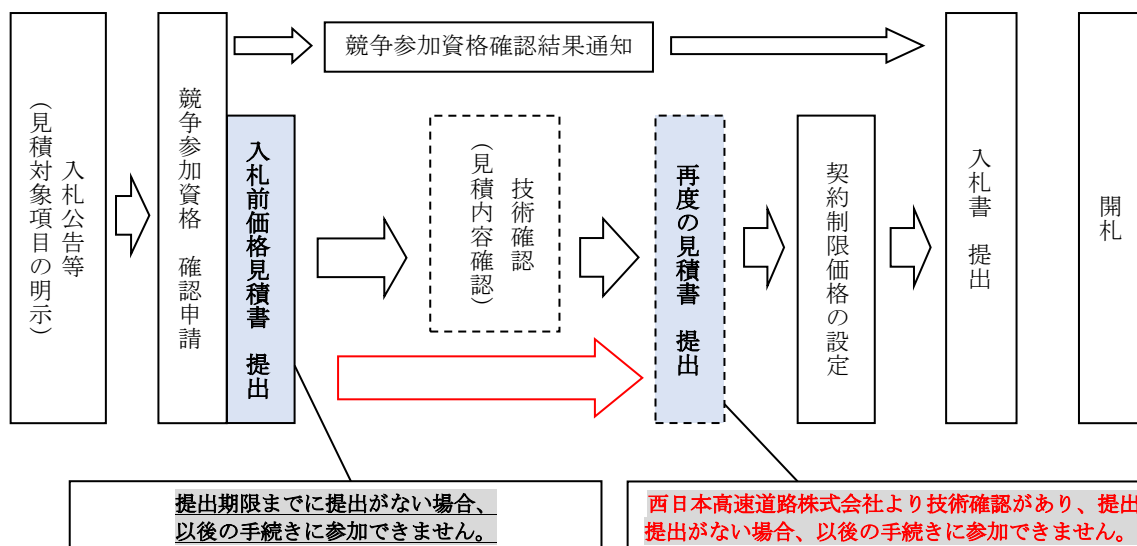 入札公告等
(見積対象項目の明示)
競争参加資格 確認申請
競争参加資格確認結果通知
入札前価格見積書 提出
技術確認
(見積内容確認)
再度の見積書 提出
契約制限価格の設定
入札書 提出
開札
提出期限までに提出がない場合、
以後の手続きに参加できません。
西日本高速道路株式会社より技術確認があり、提出
提出がない場合、以後の手続きに参加できません。